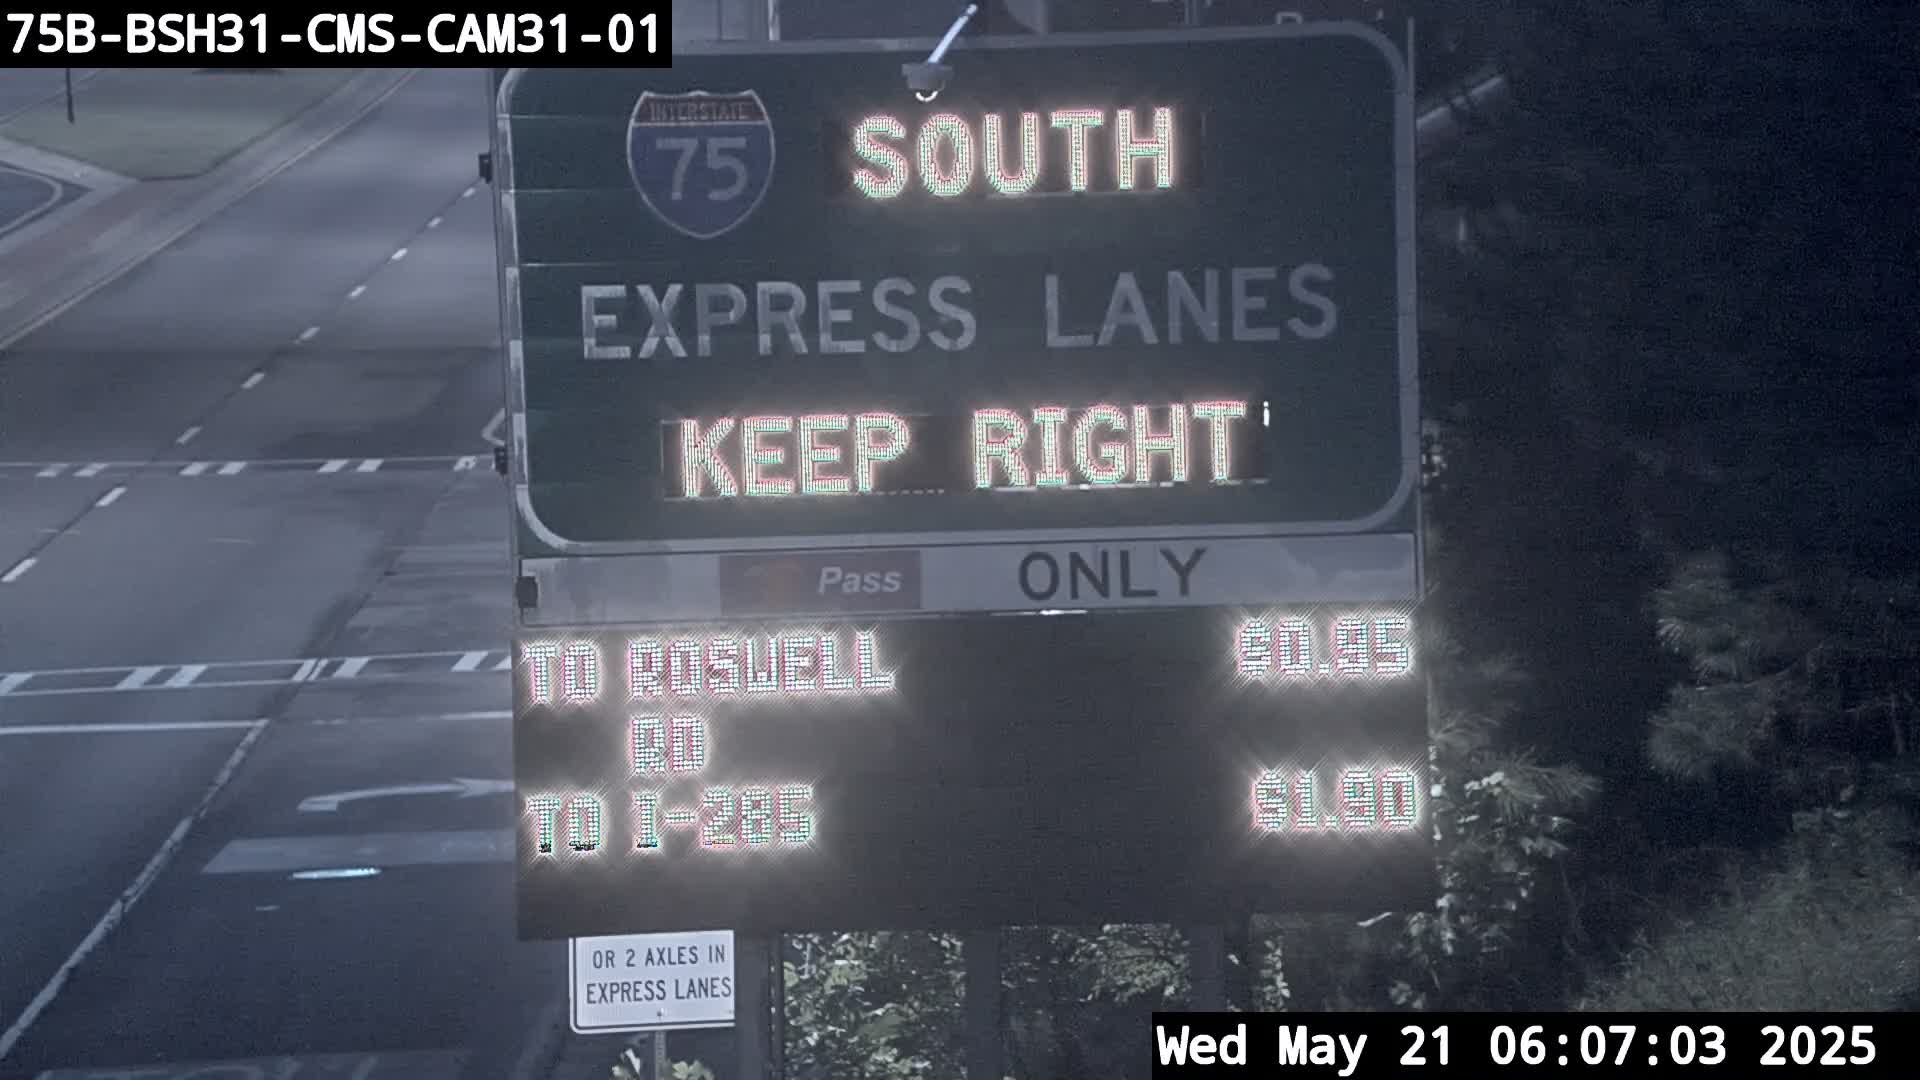 75B-BSH31-CMS-CAM31-01
INTERSTATE
75
SOUTH
EXPRESS LANES
KEEP RIGHT
Pass ONLY
TO ROSWELL $0.95
RD
TO I-285 $1.90
OR 2 AXLES IN
EXPRESS LANES
Wed May 21 06:07:03 2025